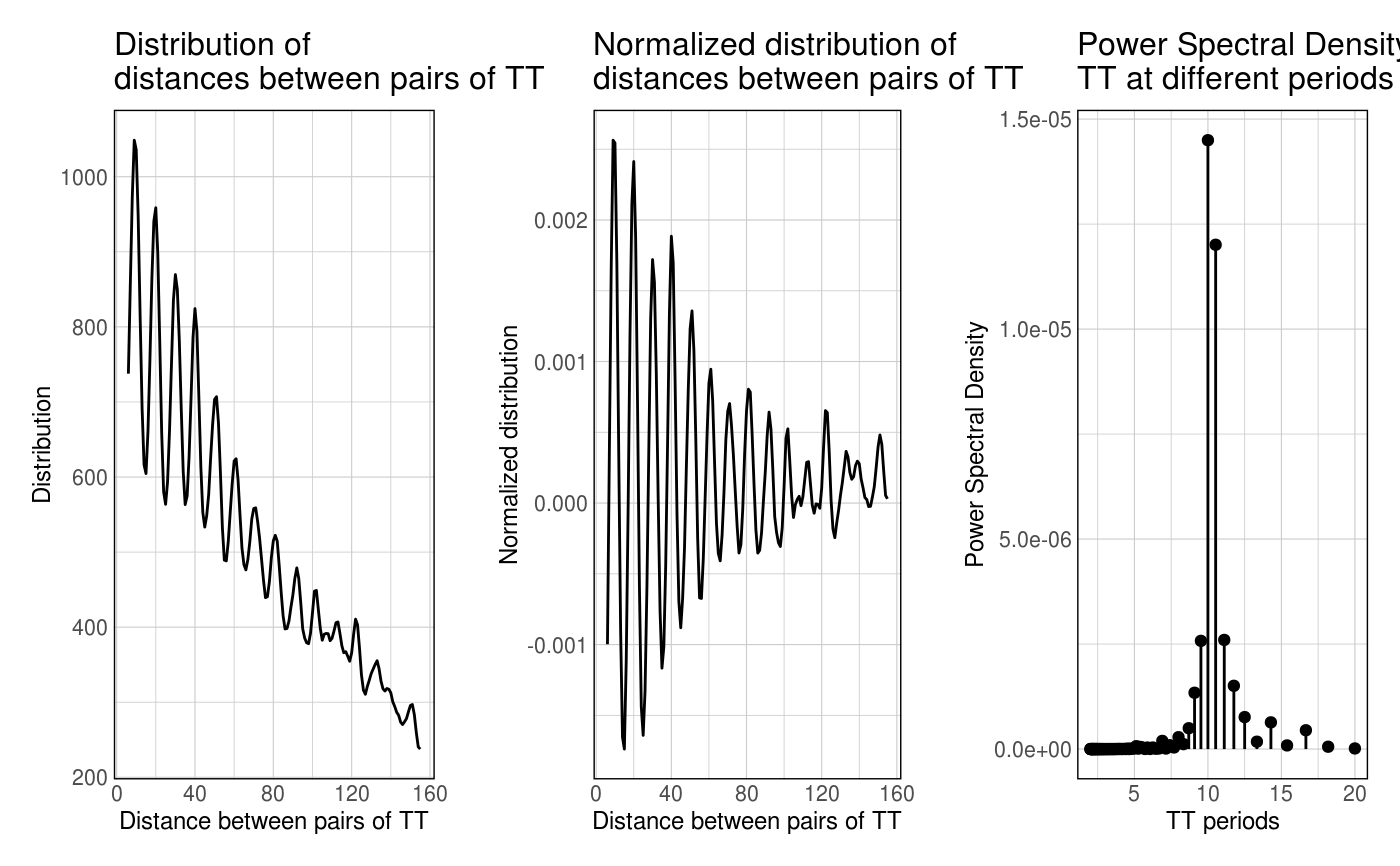 Distribution of
distances between pairs of TT
1000
800
600
400
200
0 40 80 120 160
Distribution
Distance between pairs of TT
Normalized distribution of
distances between pairs of TT
0.002
0.001
0.000
-0.001
0 40 80 120 160
Normalized distribution
Distance between pairs of TT
Power Spectral Density
TT at different periods
1.5e-05
1.0e-05
5.0e-06
0.0e+00
5 10 15 20
Power Spectral Density
TT periods